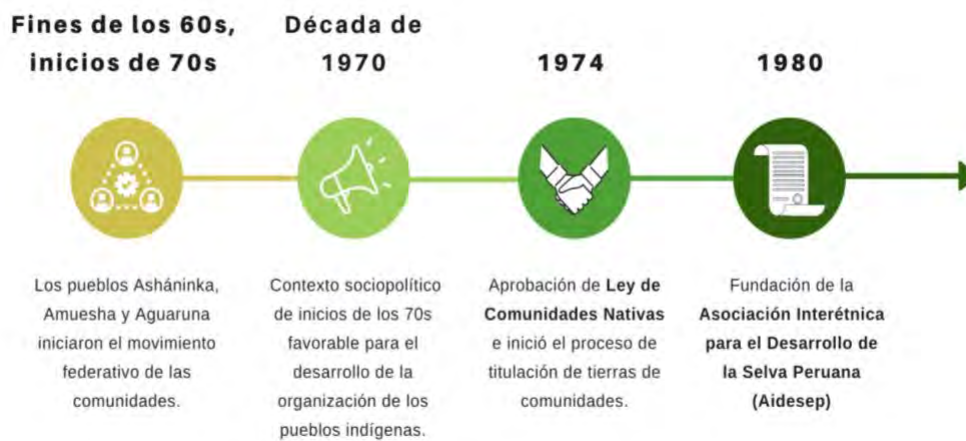 Fines de los 60s,
inicios de 70s
Década de
1970
1974
1980
Los pueblos Asháninka,
Amuesha y Aguaruna
iniciaron el movimiento
federativo de las
comunidades.
Contexto sociopolítico
de inicios de los 70s
favorable para el
desarrollo de la
organización de los
pueblos indígenas.
Aprobación de Ley de
Comunidades Nativas
e inició el proceso de
titulación de tierras de
comunidades.
Fundación de la
Asociación Interétnica
para el Desarrollo de
la Selva Peruana
(Aidesep)